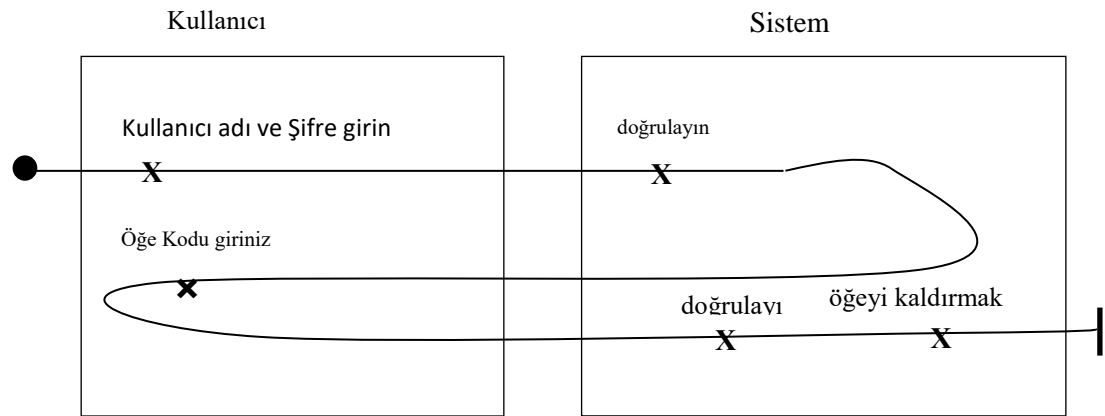 Kullanıcı
Sistem
Kullanıcı adı ve Şifre girin
doğrulayın
X
X
Öğe Kodu giriniz
doğrulayı
öğeyi kaldırmak
X
X
X